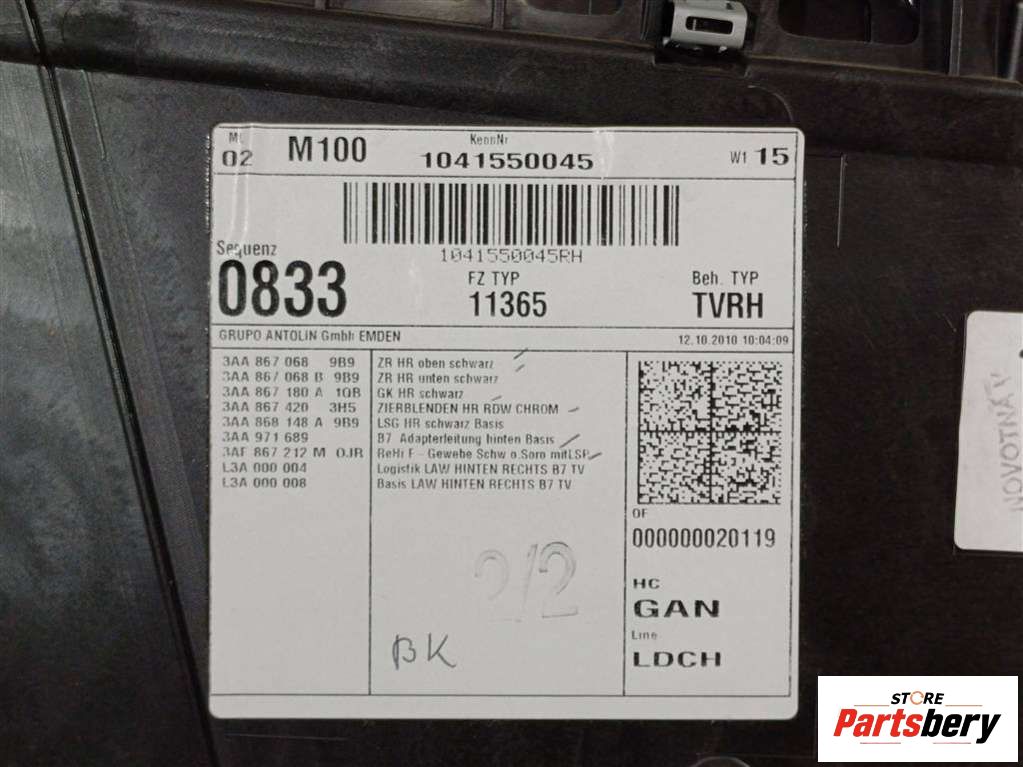 ML
02
M100
KennNr
1041550045
W1 15
1041550045RH
Sequenz
0833
FZ TYP
11365
Beh. TYP
TVRH
GRUPO ANTOLIN Gmbh EMDEN
12.10.2010 10:04:09
3AA 867 068 9B9 ZR HR oben schwarz
3AA 867 068 B 9B9 ZR HR unten schwarz
3AA 867 180 A 1QB GK HR schwarz
3AA 867 420 3H5 ZIERBLENDEN HR RDW CHROM
3AA 868 148 A 9B9 LSG HR schwarz Basis
3AA 971 689 B7 Adapterleitung hinten Basis
3AF 867 212 M OJR ReHi F - Gewebe Schw o.Soro mitLSP
L3A 000 004 Logistik LAW HINTEN RECHTS B7 TV
L3A 000 008 Basis LAW HINTEN RECHTS B7 TV
OF
000000020119
HC
GAN
Line
LDCH
2/2
BK
NOVOTNÁ
STORE
Partsbery